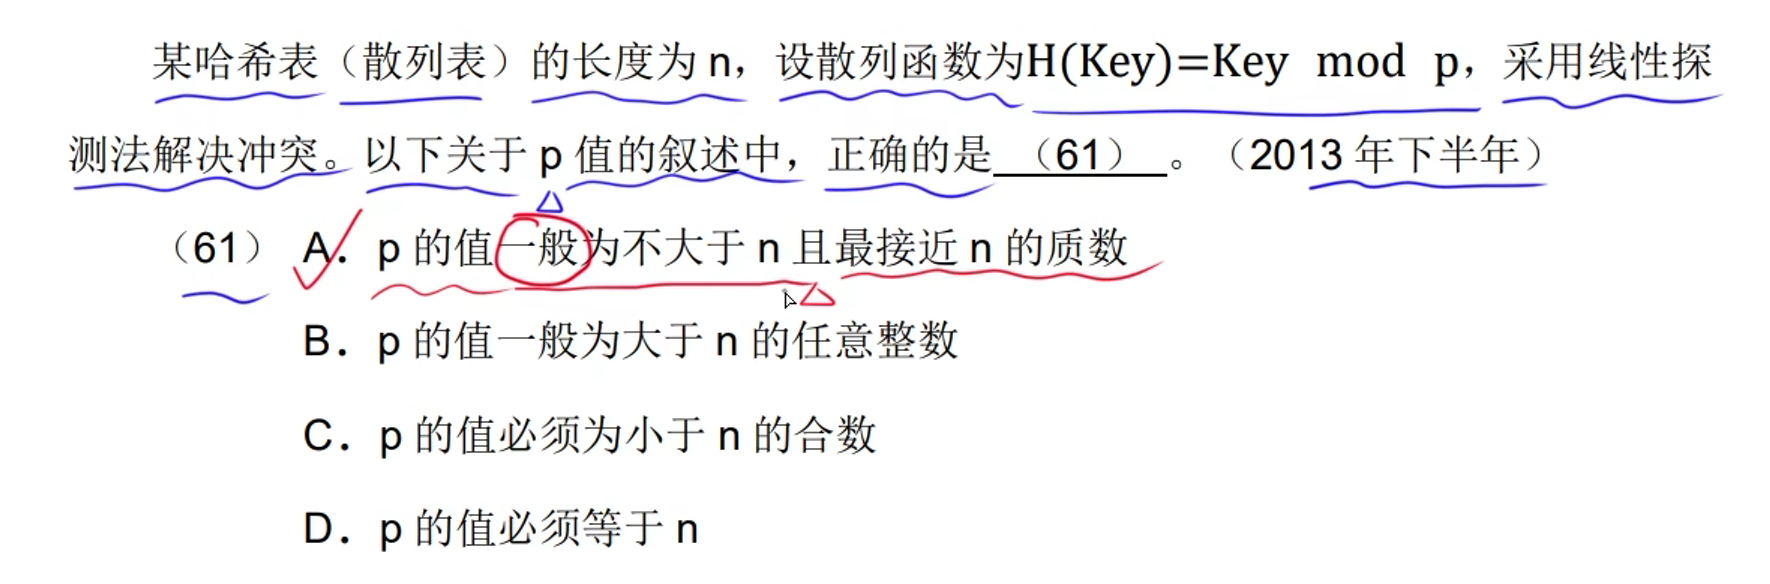 某哈希表（散列表）的长度为 n，设散列函数为H(Key)=Key mod p，采用线性探
测法解决冲突。以下关于 p 值的叙述中，正确的是 （61） 。（2013 年下半年）
（61） A． p 的值一般为不大于 n 且最接近 n 的质数
B． p 的值一般为大于 n 的任意整数
C． p 的值必须为小于 n 的合数
D． p 的值必须等于 n